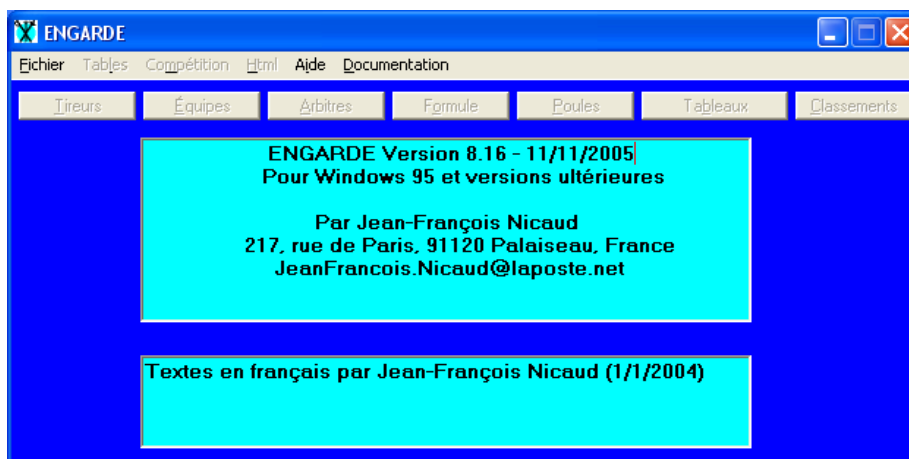 ENGARDE
Fichier Tables Compétition Html Aide Documentation
Tireurs Équipes Arbitres Formule Poules Tableaux Classements
ENGARDE Version 8.16 - 11/11/2005
Pour Windows 95 et versions ultérieures
Par Jean-François Nicaud
217, rue de Paris, 91120 Palaiseau, France
JeanFrancois.Nicaud@laposte.net
Textes en français par Jean-François Nicaud (1/1/2004)